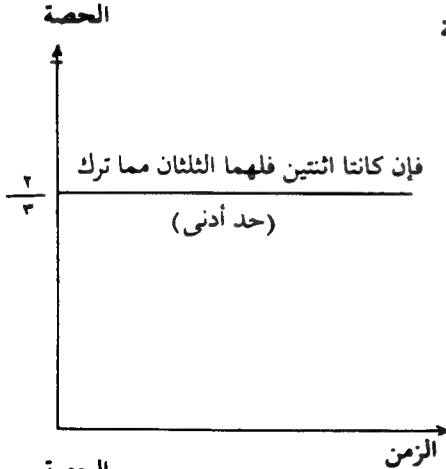 الحصة
فإن كانتا اثنتين فلهما الثلثان مما ترك
٢
٣
(حد أدنى)
الزمن